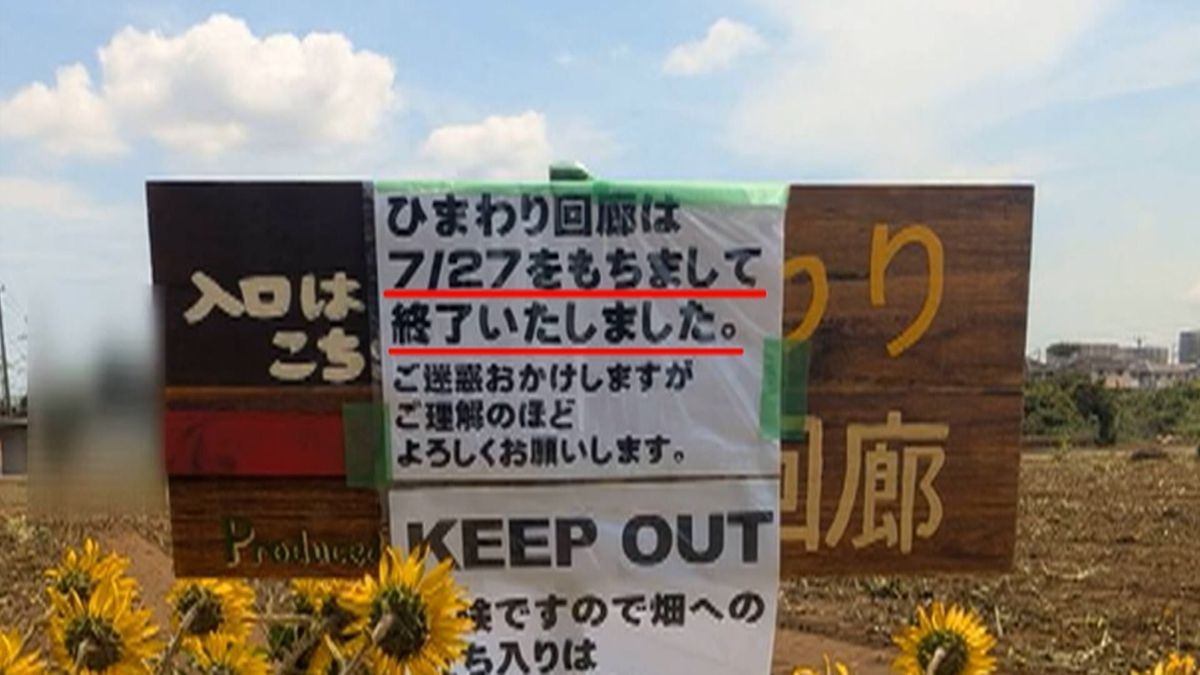 入口は
こち
Produced
ひまわり回廊は
7/27をもちまして
終了いたしました。
ご迷惑おかけしますが
ご理解のほど
よろしくお願いします。
KEEP OUT
険ですので畑への
ち入りは
わり
回廊